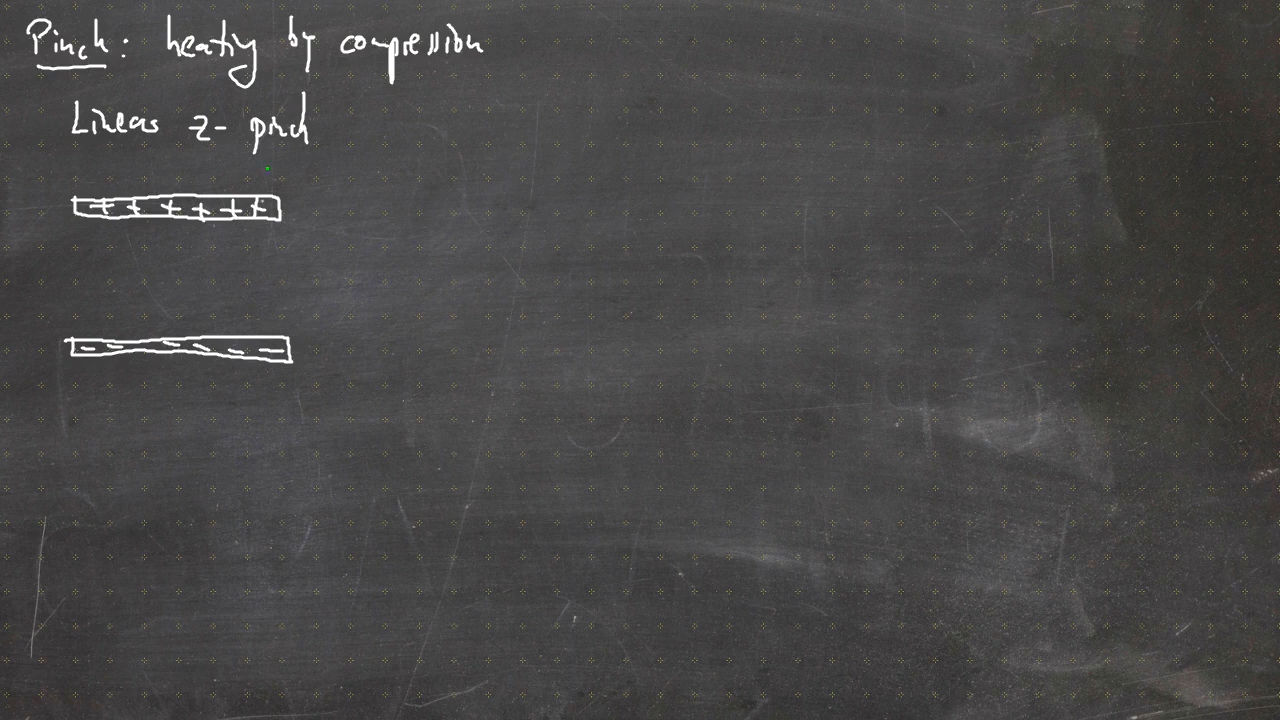 Pinch: heating by compression
Linear z-pinch
+ + + + + +
- - - - - -